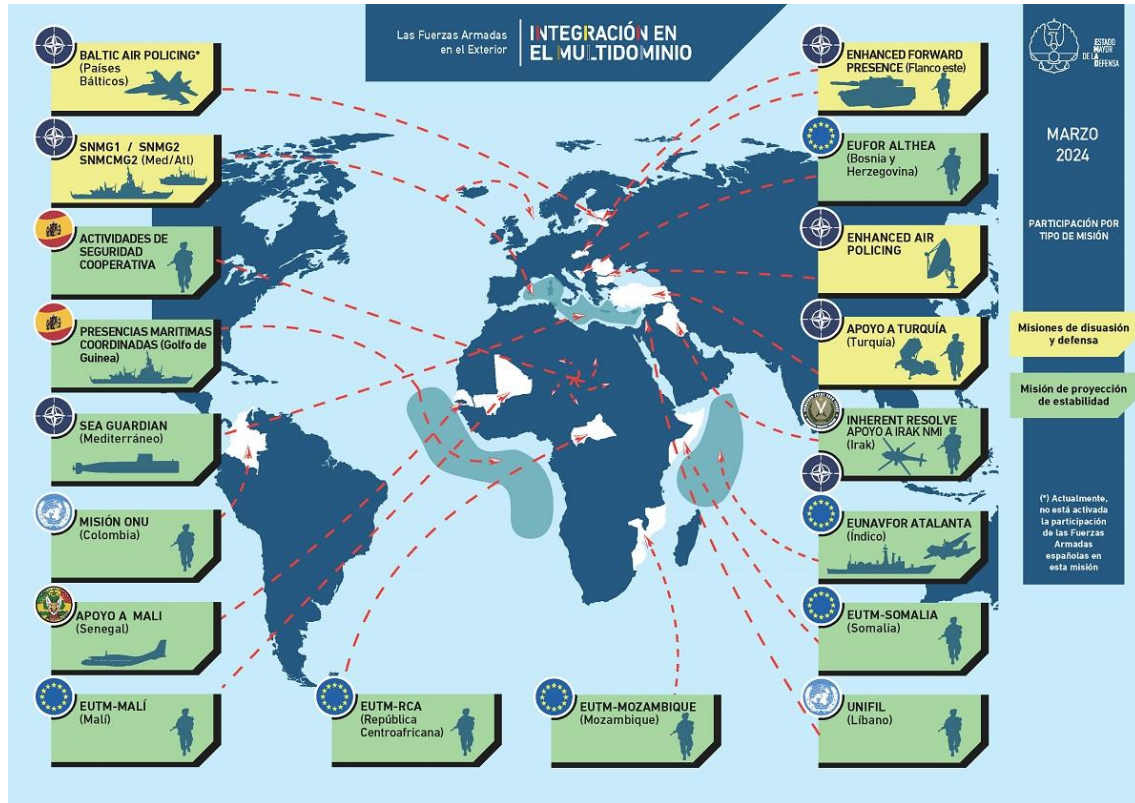 Las Fuerzas Armadas
en el Exterior
INTEGRACIÓN EN
EL MULTIDOMINIO
ESTADO
MAYOR
DE LA
DEFENSA
MARZO
2024
PARTICIPACIÓN POR
TIPO DE MISIÓN
Misiones de disuasión
y defensa
Misión de proyección
de estabilidad
(*) Actualmente,
no está activada
la participación
de las Fuerzas
Armadas
españolas en
esta misión
BALTIC AIR POLICING*
(Países
Bálticos)
SNMG1 / SNMG2
SNMCMG2 (Med/Atl)
ACTIVIDADES DE
SEGURIDAD
COOPERATIVA
PRESENCIAS MARITIMAS
COORDINADAS (Golfo de
Guinea)
SEA GUARDIAN
(Mediterráneo)
MISIÓN ONU
(Colombia)
APOYO A MALI
(Senegal)
EUTM-MALÍ
(Malí)
EUTM-RCA
(República
Centroafricana)
EUTM-MOZAMBIQUE
(Mozambique)
ENHANCED FORWARD
PRESENCE (Flanco este)
EUFOR ALTHEA
(Bosnia y
Herzegovina)
ENHANCED AIR
POLICING
APOYO A TURQUÍA
(Turquía)
INHERENT RESOLVE
APOYO A IRAK NMI
(Irak)
EUNAVFOR ATALANTA
(Índico)
EUTM-SOMALIA
(Somalia)
UNIFIL
(Líbano)